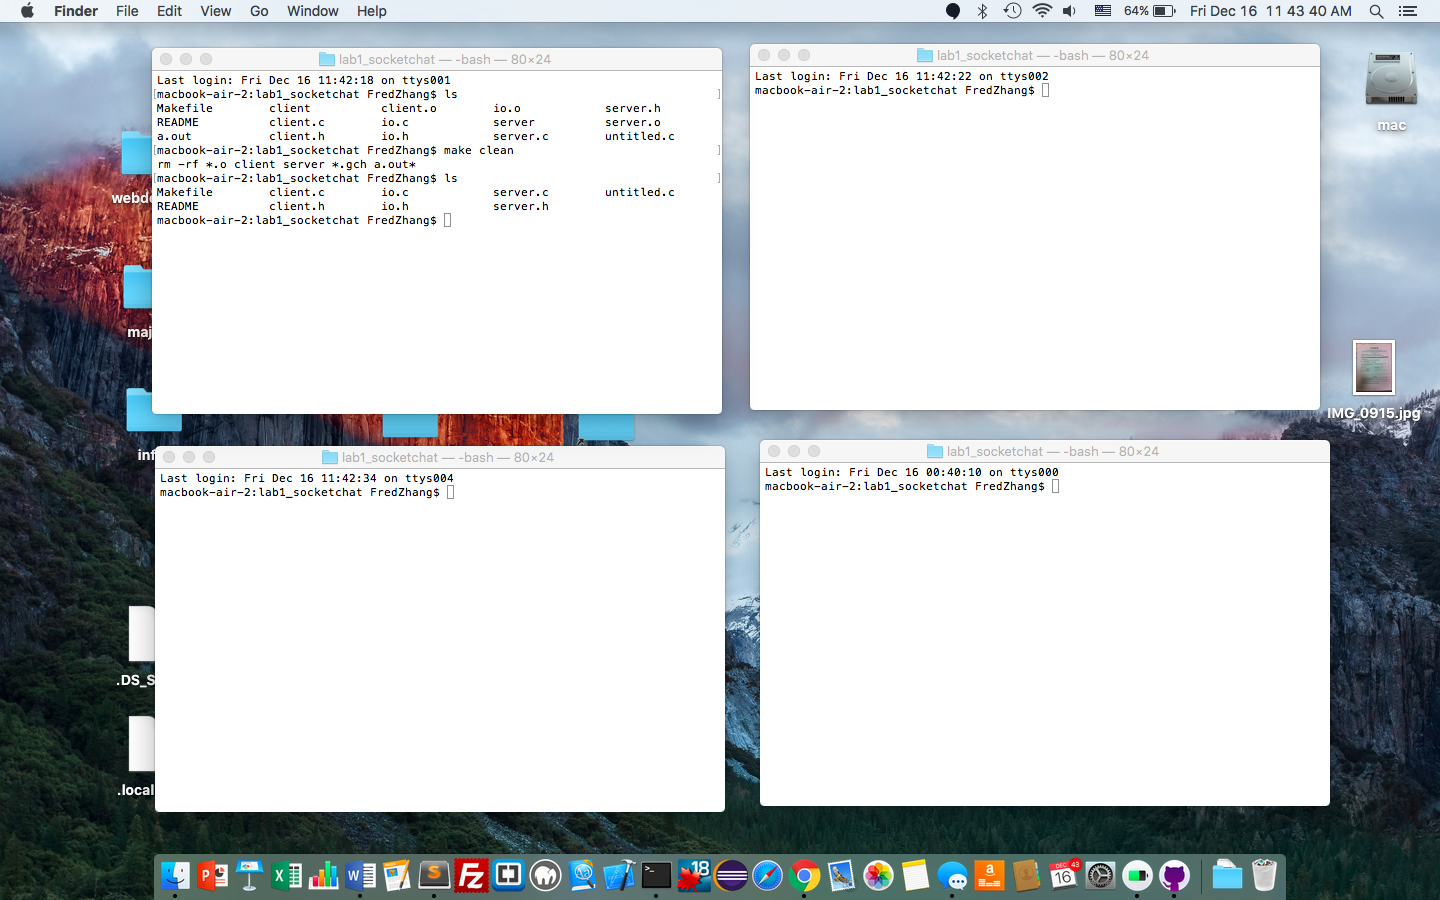 Finder File Edit View Go Window Help 64% Fri Dec 16 11 43 40 AM
lab1_socketchat — -bash — 80×24
Last login: Fri Dec 16 11:42:18 on ttys001
[macbook-air-2:lab1_socketchat FredZhang$ ls ]
Makefile client client.o io.o server.h
README client.c io.c server server.o
a.out client.h io.h server.c untitled.c
[macbook-air-2:lab1_socketchat FredZhang$ make clean ]
rm -rf *.o client server *.gch a.out*
[macbook-air-2:lab1_socketchat FredZhang$ ls ]
Makefile client.c io.c server.c untitled.c
README client.h io.h server.h
macbook-air-2:lab1_socketchat FredZhang$
lab1_socketchat — -bash — 80×24
Last login: Fri Dec 16 11:42:22 on ttys002
macbook-air-2:lab1_socketchat FredZhang$
mac
IMG_0915.jpg
webd
maj
inf
lab1_socketchat — -bash — 80×24
Last login: Fri Dec 16 11:42:34 on ttys004
macbook-air-2:lab1_socketchat FredZhang$
lab1_socketchat — -bash — 80×24
Last login: Fri Dec 16 00:40:10 on ttys000
macbook-air-2:lab1_socketchat FredZhang$
.DS_S
.local
18
DEC 43
16